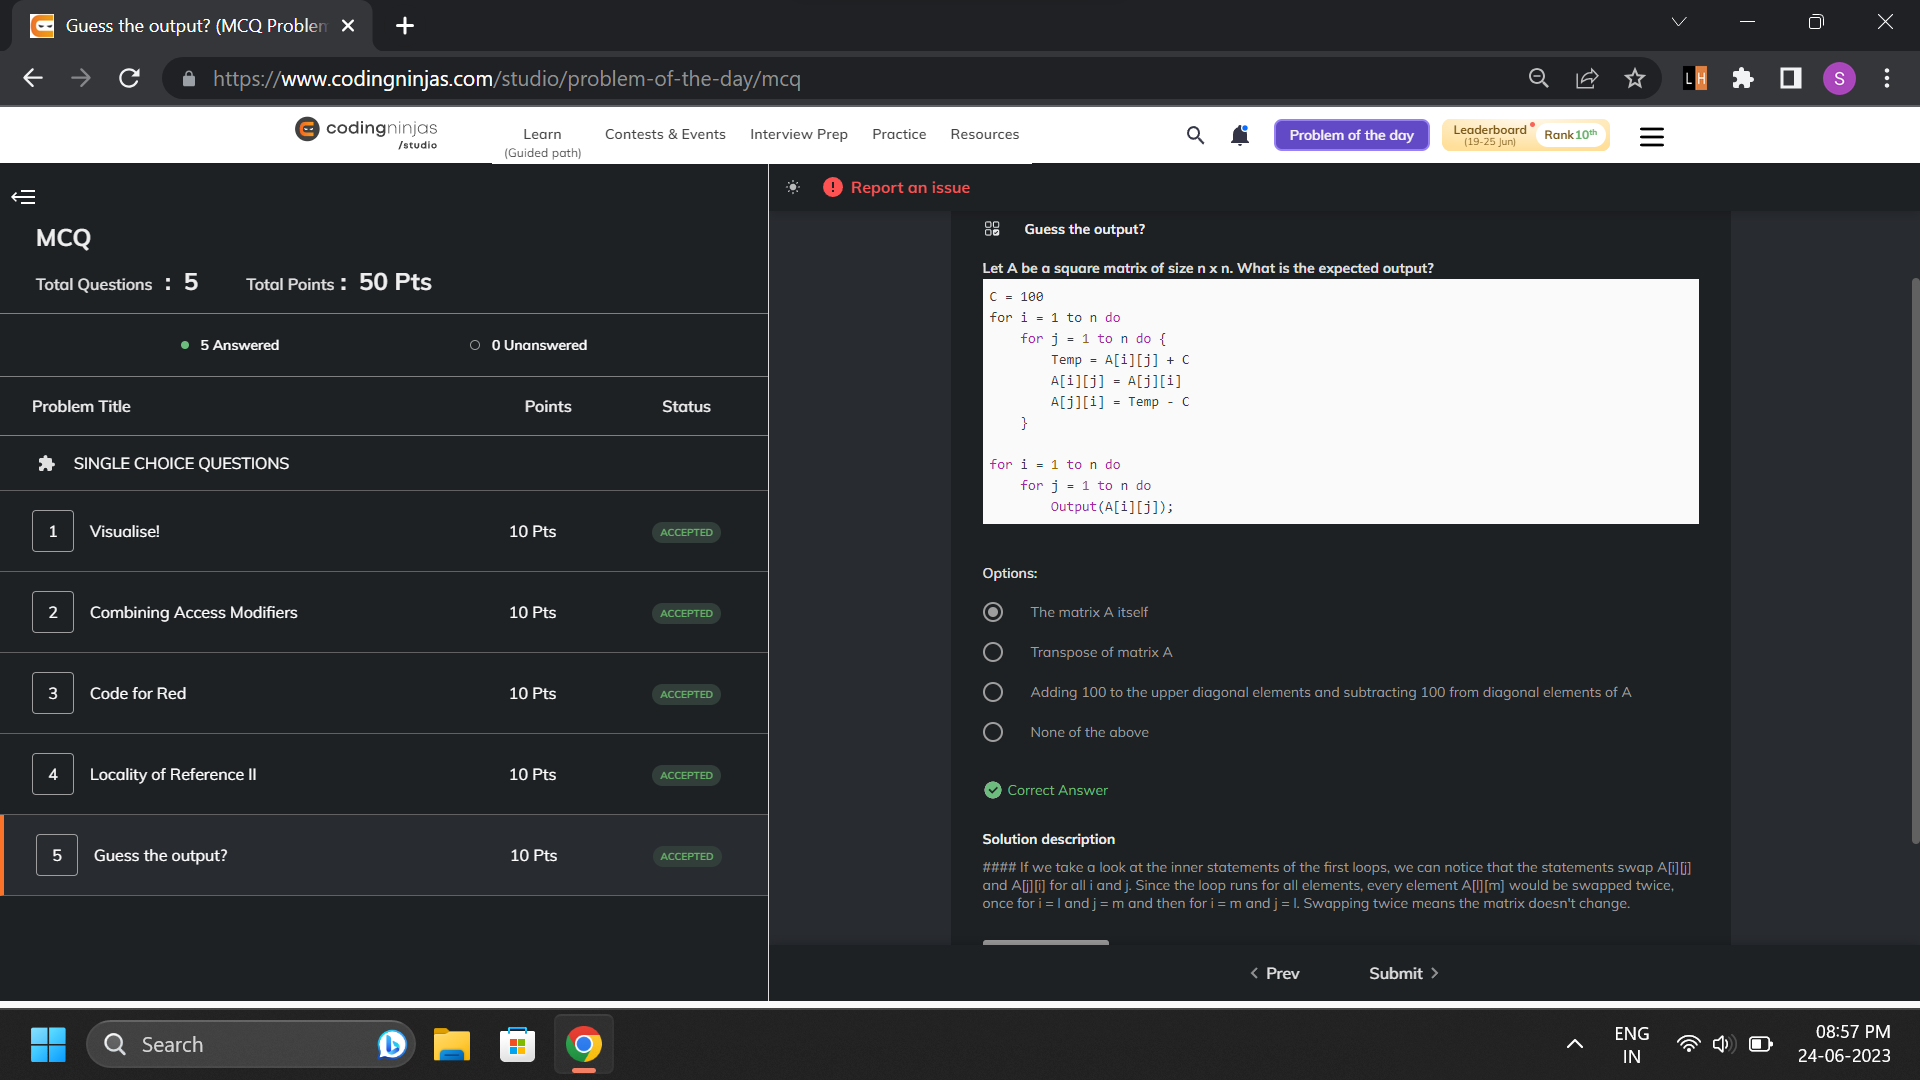 Guess the output? (MCQ Problem
https://www.codingninjas.com/studio/problem-of-the-day/mcq
LH
S
codingninjas
/studio
Learn
(Guided path)
Contests & Events
Interview Prep
Practice
Resources
Problem of the day
Leaderboard
(19-25 Jun)
Rank10th
Report an issue
MCQ
Total Questions : 5
Total Points : 50 Pts
5 Answered
0 Unanswered
Problem Title
Points
Status
SINGLE CHOICE QUESTIONS
1 Visualise! 10 Pts ACCEPTED
2 Combining Access Modifiers 10 Pts ACCEPTED
3 Code for Red 10 Pts ACCEPTED
4 Locality of Reference II 10 Pts ACCEPTED
5 Guess the output? 10 Pts ACCEPTED
Guess the output?
Let A be a square matrix of size n x n. What is the expected output?
C = 100
for i = 1 to n do
    for j = 1 to n do {
        Temp = A[i][j] + C
        A[i][j] = A[j][i]
        A[j][i] = Temp - C
    }
for i = 1 to n do
    for j = 1 to n do
        Output(A[i][j]);
Options:
The matrix A itself
Transpose of matrix A
Adding 100 to the upper diagonal elements and subtracting 100 from diagonal elements of A
None of the above
Correct Answer
Solution description
#### If we take a look at the inner statements of the first loops, we can notice that the statements swap A[i][j]
and A[j][i] for all i and j. Since the loop runs for all elements, every element A[l][m] would be swapped twice,
once for i = l and j = m and then for i = m and j = l. Swapping twice means the matrix doesn't change.
Prev
Submit
Search
ENG
IN
08:57 PM
24-06-2023